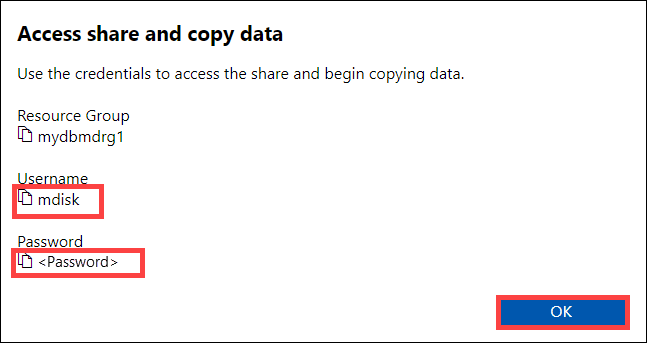 Access share and copy data
Use the credentials to access the share and begin copying data.
Resource Group
mydbmdrg1
Username
mdisk
Password
<Password>
OK